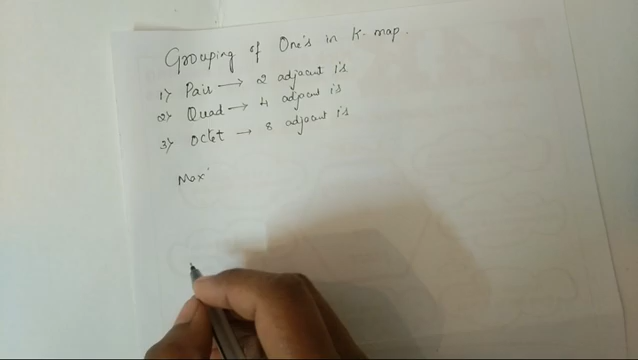 Grouping of One's in K-map.
1) Pair → 2 adjacent 1's
2) Quad → 4 adjacent 1's
3) Octet → 8 adjacent 1s
Max